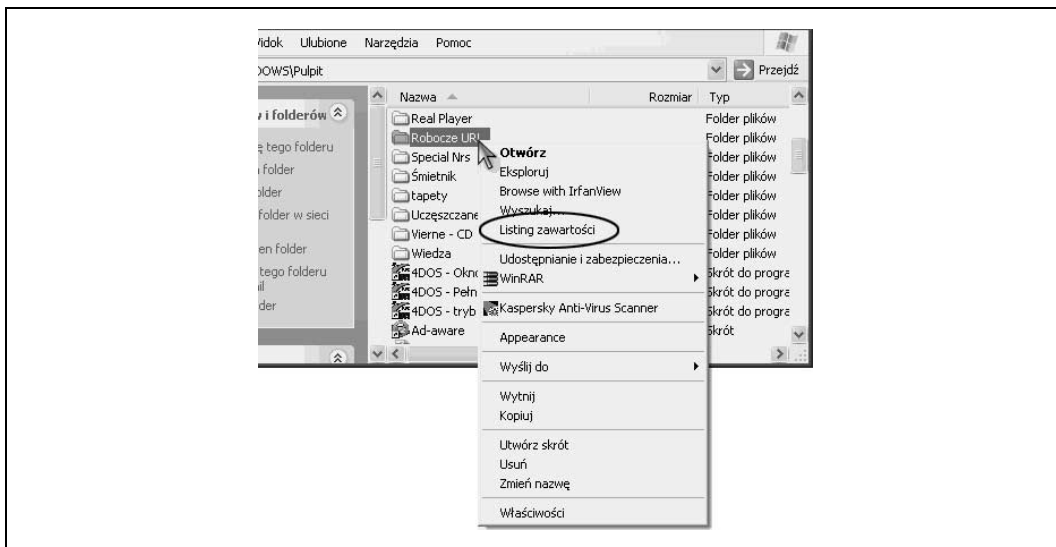 Widok Ulubione Narzędzia Pomoc
DOWS\Pulpit Przejdź
Nazwa Rozmiar Typ
w i folderów
Real Player Folder plików
Robocze URL Folder plików
ę tego folderu
Special Nrs Folder plików
Otwórz
folder
Śmietnik Folder plików
Eksploruj
older
tapety Folder plików
Browse with IrfanView
folder w sieci
Uczęszczane Folder plików
Wyszukaj...
Vierne - CD Folder plików
Listing zawartości
en folder
Wiedza Folder plików
Udostępnianie i zabezpieczenia...
tego folderu
il
4DOS - Okno Skrót do progra
WinRAR
4DOS - Pełn Skrót do progra
der
4DOS - tryb Skrót do progra
Kaspersky Anti-Virus Scanner
Ad-aware Skrót
Appearance
Wyślij do
Wytnij
Kopiuj
Utwórz skrót
Usuń
Zmień nazwę
Właściwości